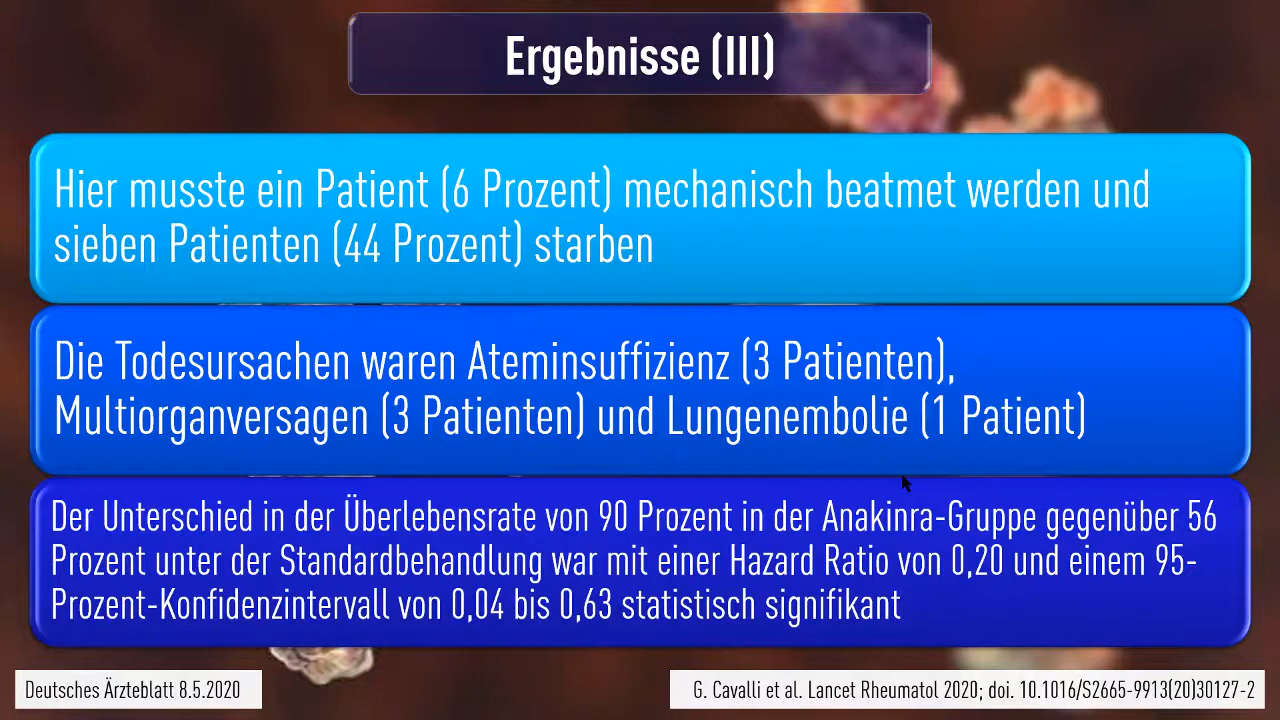 Ergebnisse (III)
Hier musste ein Patient (6 Prozent) mechanisch beatmet werden und
sieben Patienten (44 Prozent) starben
Die Todesursachen waren Ateminsuffizienz (3 Patienten),
Multiorganversagen (3 Patienten) und Lungenembolie (1 Patient)
Der Unterschied in der Überlebensrate von 90 Prozent in der Anakinra-Gruppe gegenüber 56
Prozent unter der Standardbehandlung war mit einer Hazard Ratio von 0,20 und einem 95-
Prozent-Konfidenzintervall von 0,04 bis 0,63 statistisch signifikant
Deutsches Ärzteblatt 8.5.2020
G. Cavalli et al. Lancet Rheumatol 2020; doi. 10.1016/S2665-9913(20)30127-2